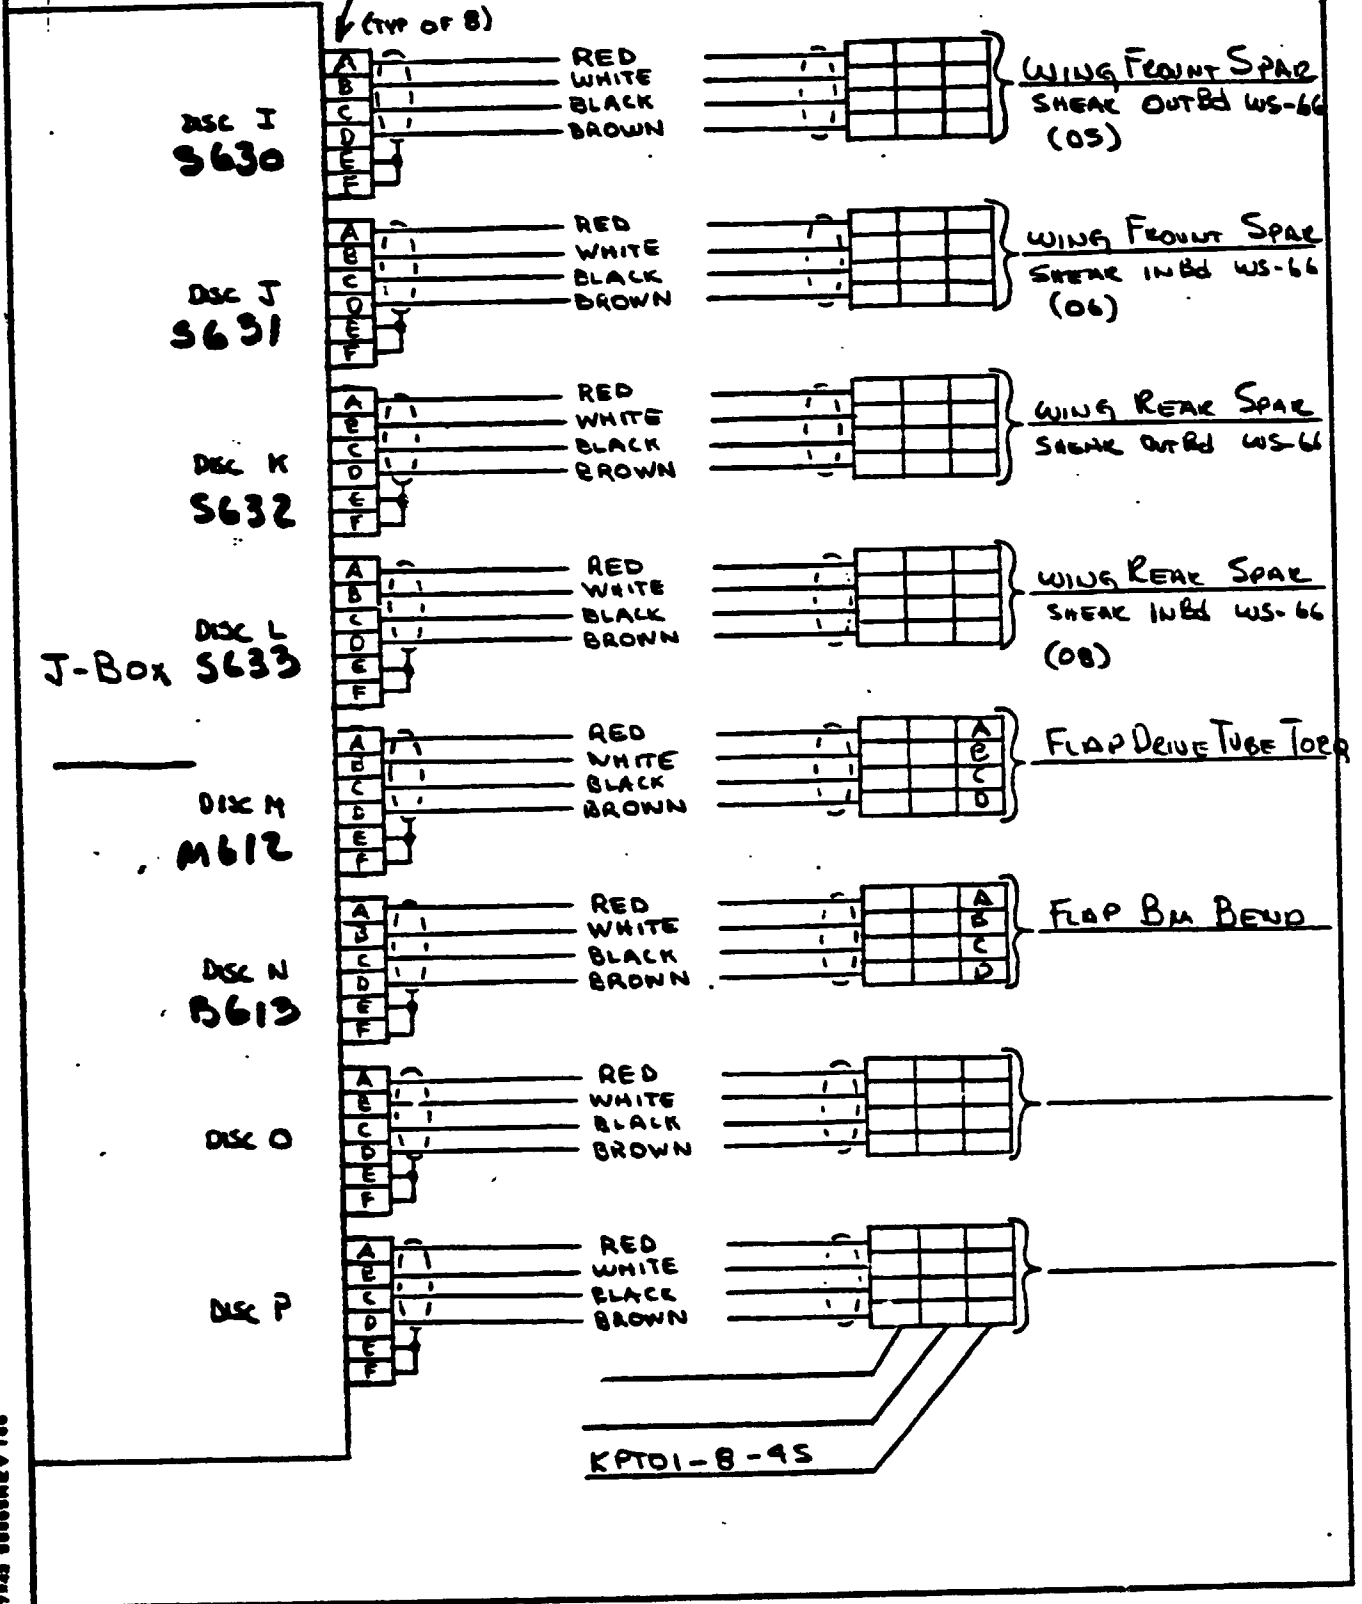 (TYP OF 8)
DISC I
S630
A
B
C
D
E
F
RED
WHITE
BLACK
BROWN
WING FROUNT SPAR
SHEAR OUTBd WS-66
(05)
DISC J
S631
A
B
C
D
E
F
RED
WHITE
BLACK
BROWN
WING FROUNT SPAR
SHEAR INBd WS-66
(06)
DISC K
S632
A
B
C
D
E
F
RED
WHITE
BLACK
BROWN
WING REAR SPAR
SHEAR OUTBd WS-66
DISC L
J-BOX S633
A
B
C
D
E
F
RED
WHITE
BLACK
BROWN
WING REAR SPAR
SHEAR INBd WS-66
(08)
DISC M
M612
A
B
C
D
E
F
RED
WHITE
BLACK
BROWN
A
B
C
D
FLAP DRIVE TUBE TORQ
DISC N
B613
A
B
C
D
E
F
RED
WHITE
BLACK
BROWN
A
B
C
D
FLAP BM BEND
DISC O
A
B
C
D
E
F
RED
WHITE
BLACK
BROWN
DISC P
A
B
C
D
E
F
RED
WHITE
BLACK
BROWN
KPT01-8-4S